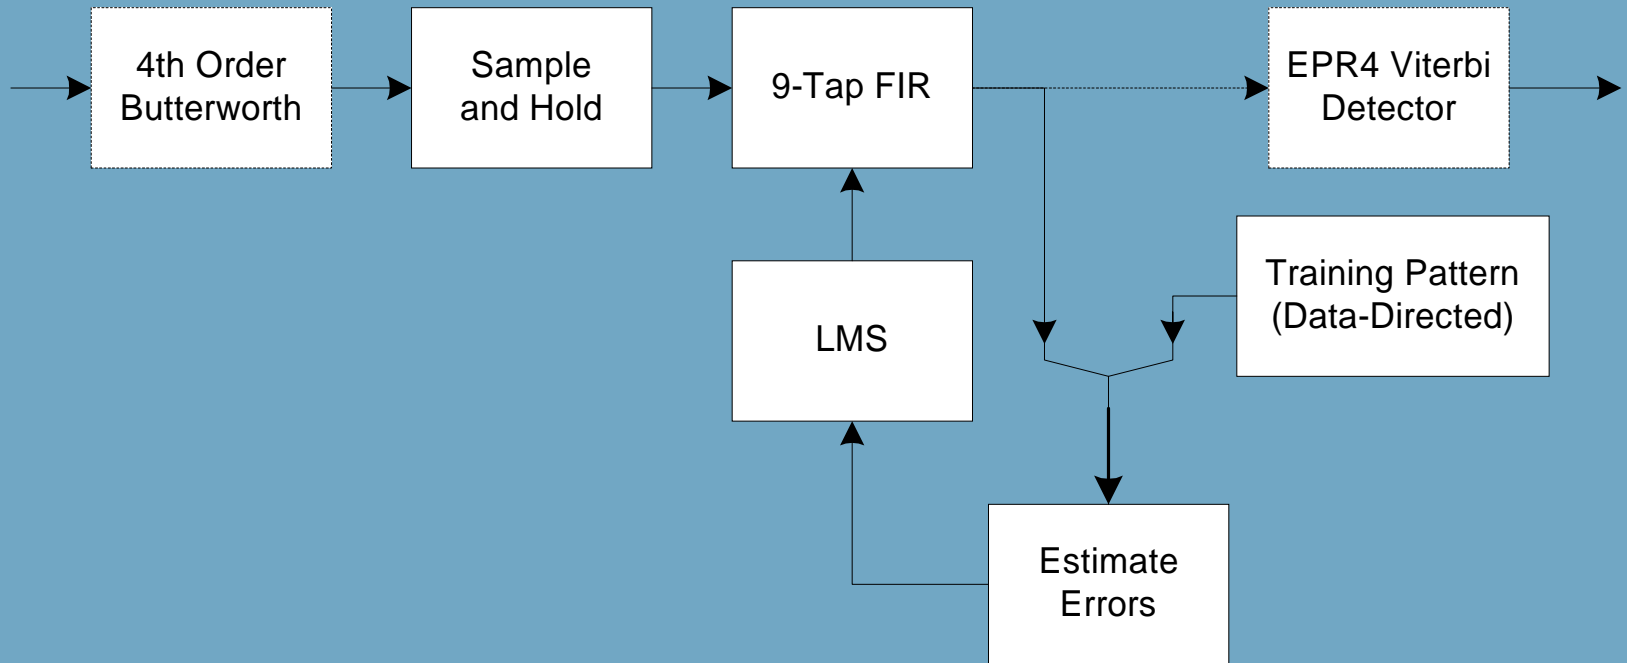 4th Order
Butterworth
Sample
and Hold
9-Tap FIR
EPR4 Viterbi
Detector
Training Pattern
(Data-Directed)
LMS
Estimate
Errors